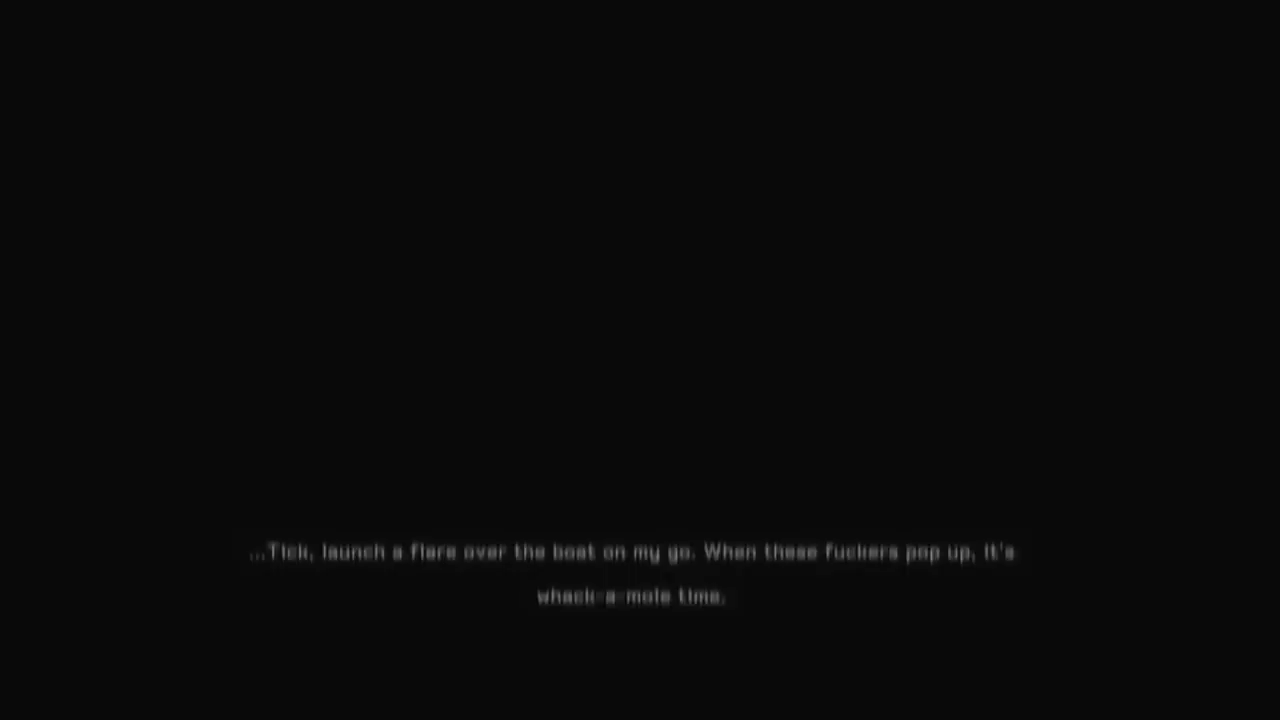 ...Tick, launch a flare over the boat on my go. When these fuckers pop up, it's
whack-a-mole time.